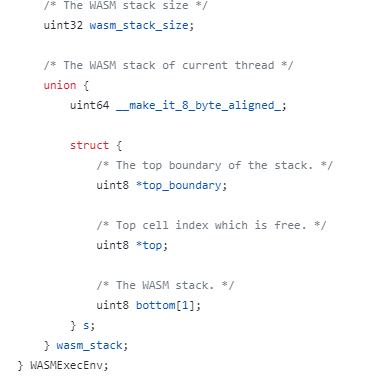 /* The WASM stack size */
uint32 wasm_stack_size;
/* The WASM stack of current thread */
union {
uint64 __make_it_8_byte_aligned_;
struct {
/* The top boundary of the stack. */
uint8 *top_boundary;
/* Top cell index which is free. */
uint8 *top;
/* The WASM stack. */
uint8 bottom[1];
} s;
} wasm_stack;
} WASMExecEnv;